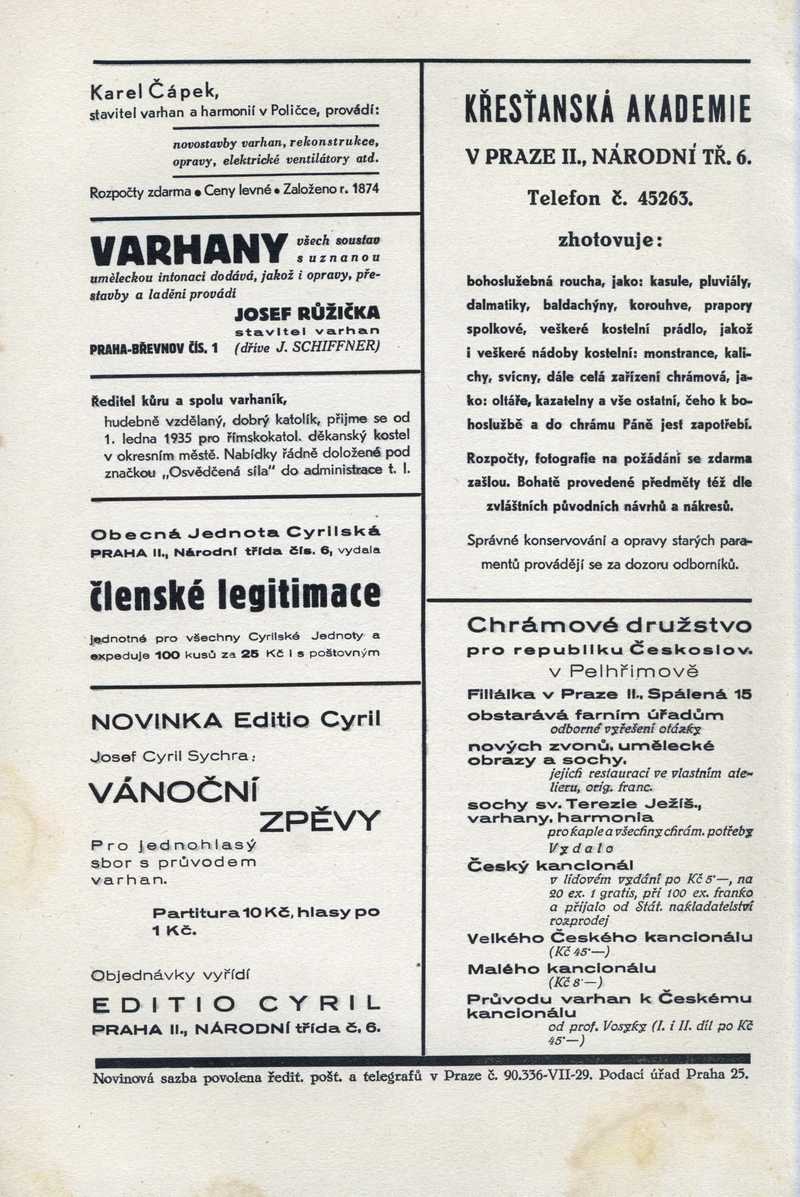 Karel Čápek,
stavitel varhan a harmonií v Poličce, provádí:
novostavby varhan, rekonstrukce,
opravy, elektrické ventilátory atd.
Rozpočty zdarma • Ceny levné • Založeno r. 1874
VARHANY všech soustav
s uznanou
uměleckou intonací dodává, jakož i opravy, pře-
stavby a ladění provádí
JOSEF RŮŽIČKA
stavitel varhan
PRAHA-BŘEVNOV ČÍS. 1 (dříve J. SCHIFFNER)
Ředitel kůru a spolu varhaník,
hudebně vzdělaný, dobrý katolík, přijme se od
1. ledna 1935 pro římskokatol. děkanský kostel
v okresním městě. Nabídky řádně doložené pod
značkou „Osvědčená síla" do administrace t. l.
Obecná Jednota Cyrilská
PRAHA II., Národní třída čís. 6, vydala
členské legitimace
jednotné pro všechny Cyrilské Jednoty a
expeduje 100 kusů za 25 Kč i s poštovným
NOVINKA Editio Cyril
Josef Cyril Sychra:
VÁNOČNÍ
ZPĚVY
Pro jednohlasý
sbor s průvodem
varhan.
Partitura 10 Kč, hlasy po
1 Kč.
Objednávky vyřídí
EDITIO CYRIL
PRAHA II., NÁRODNÍ třída č. 6.
KŘESŤANSKÁ AKADEMIE
V PRAZE II., NÁRODNÍ TŘ. 6.
Telefon č. 45263.
zhotovuje:
bohoslužebná roucha, jako: kasule, pluviály,
dalmatiky, baldachýny, korouhve, prapory
spolkové, veškeré kostelní prádlo, jakož
i veškeré nádoby kostelní: monstrance, kali-
chy, svícny, dále celá zařízení chrámová, ja-
ko: oltáře, kazatelny a vše ostatní, čeho k bo-
hoslužbě a do chrámu Páně jest zapotřebí.
Rozpočty, fotografie na požádání se zdarma
zašlou. Bohatě provedené předměty též dle
zvláštních původních návrhů a nákresů.
Správné konservování a opravy starých para-
mentů provádějí se za dozoru odborníků.
Chrámové družstvo
pro republiku Českoslov.
v Pelhřimově
Filiálka v Praze II., Spálená 15
obstarává farním úřadům
odborné vyřešení otázky
nových zvonů, umělecké
obrazy a sochy,
jejich restauraci ve vlastním ate-
lieru, orig. franc.
sochy sv. Terezie Ježíš.,
varhany, harmonia
pro kaple a všechny chrám. potřeby
Vydalo
Český kancionál
v lidovém vydání po Kč 5·—, na
20 ex. 1 gratis, při 100 ex. franko
a přijalo od Stát. nakladatelství
rozprodej
Velkého Českého kancionálu
(Kč 45·—)
Malého kancionálu
(Kč 8·—)
Průvodu varhan k Českému
kancionálu
od prof. Vosyky (I. i II. díl po Kč
45·—)
Novinová sazba povolena ředit. pošt. a telegrafů v Praze č. 90.336-VII-29. Podací úřad Praha 25.